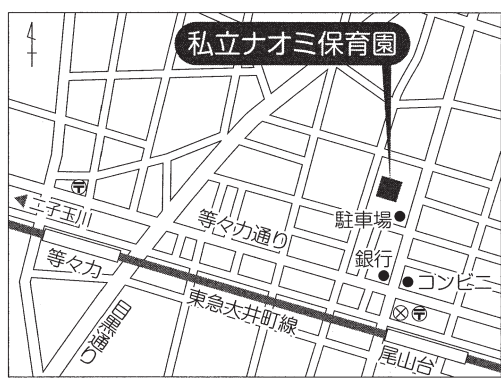 私立ナオミ保育園
二子玉川
等々力通り
駐車場
等々力
銀行
コンビニ
東急大井町線
目黒通り
尾山台